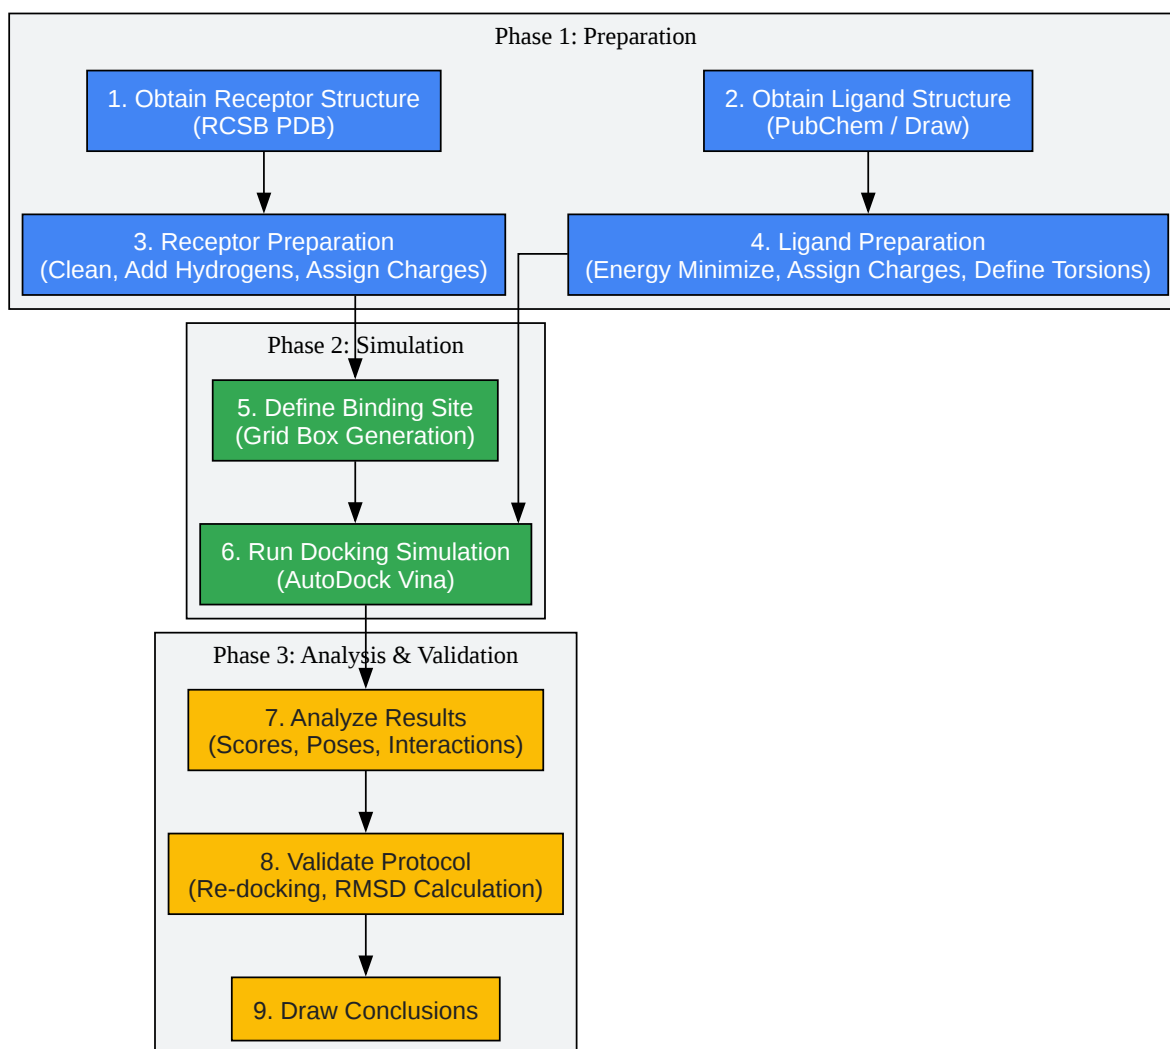 Phase 1: Preparation
1. Obtain Receptor Structure
(RCSB PDB)
2. Obtain Ligand Structure
(PubChem / Draw)
3. Receptor Preparation
(Clean, Add Hydrogens, Assign Charges)
4. Ligand Preparation
(Energy Minimize, Assign Charges, Define Torsions)
Phase 2: Simulation
5. Define Binding Site
(Grid Box Generation)
6. Run Docking Simulation
(AutoDock Vina)
Phase 3: Analysis & Validation
7. Analyze Results
(Scores, Poses, Interactions)
8. Validate Protocol
(Re-docking, RMSD Calculation)
9. Draw Conclusions